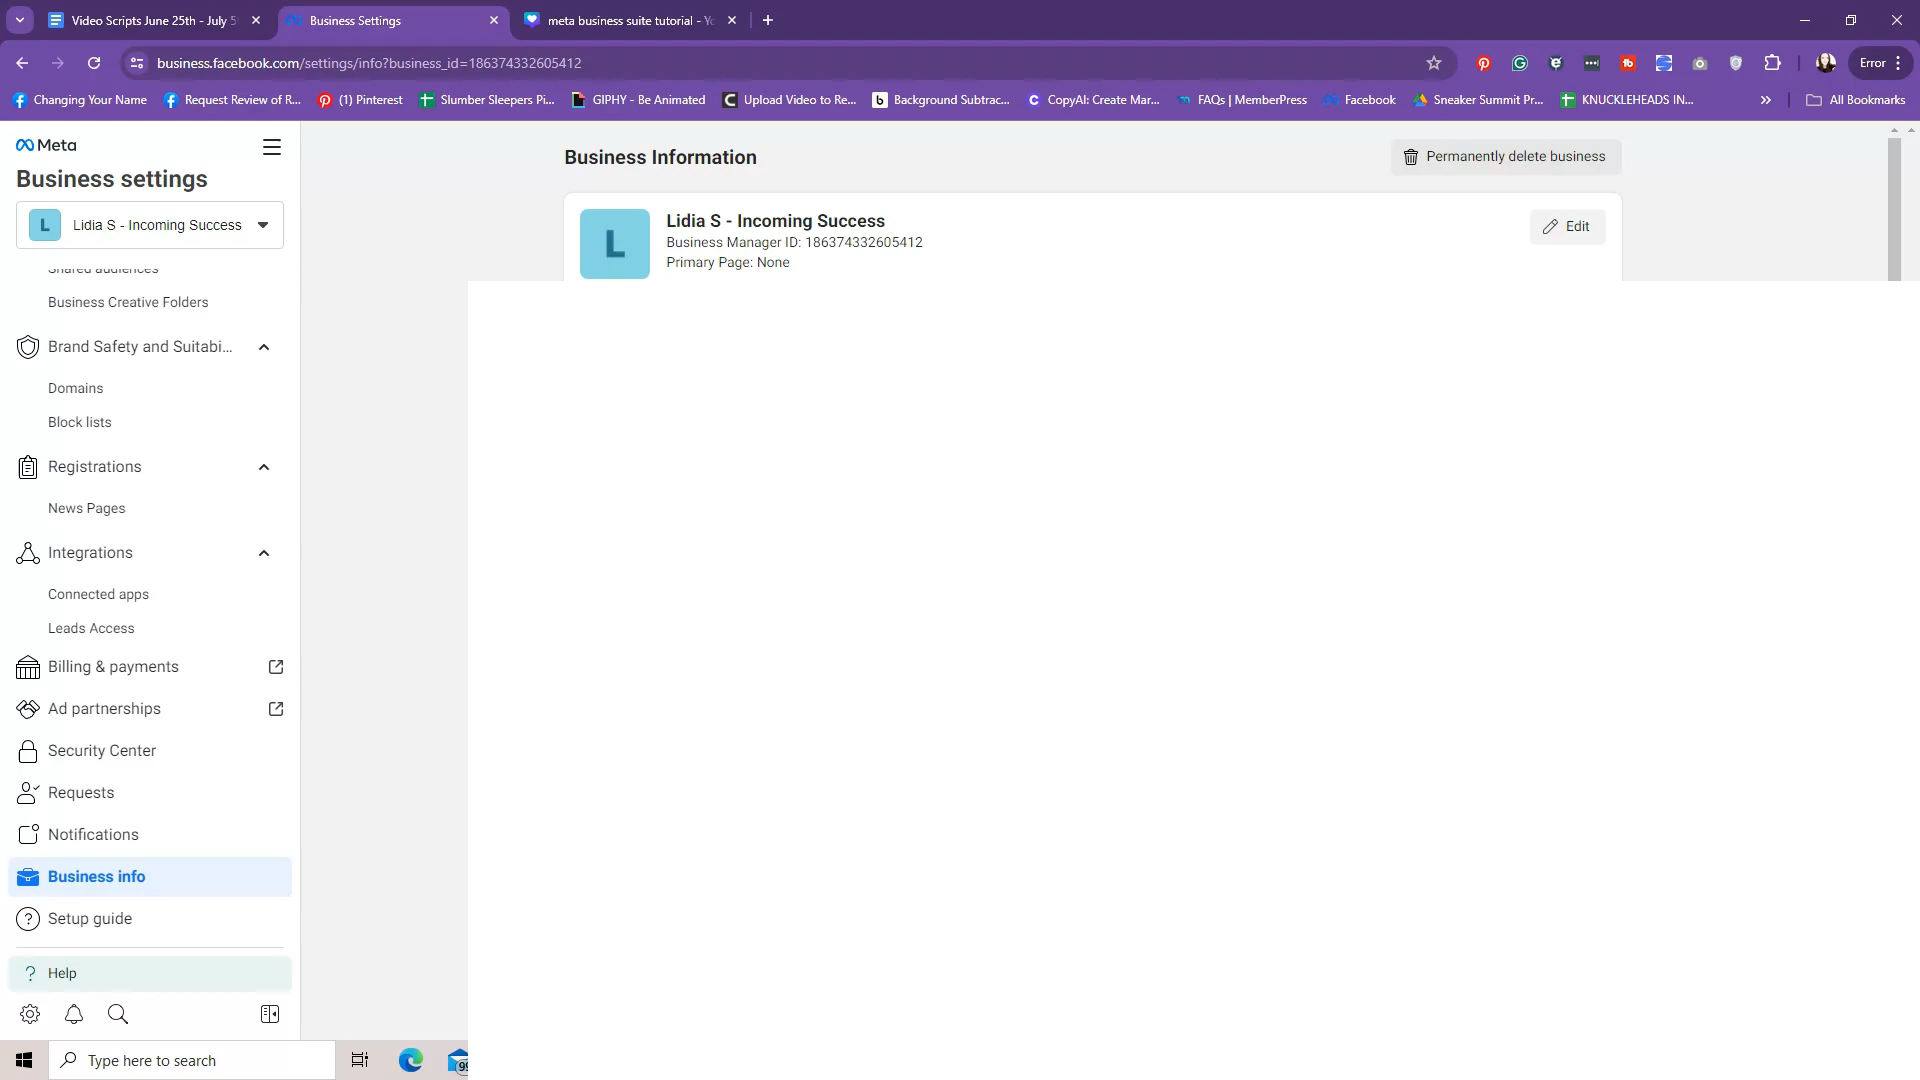 Video Scripts June 25th - July 5
Business Settings
meta business suite tutorial - Yo
business.facebook.com/settings/info?business_id=186374332605412
Error
Changing Your Name
Request Review of R...
(1) Pinterest
Slumber Sleepers Pi...
GIPHY - Be Animated
Upload Video to Re...
Background Subtrac...
CopyAI: Create Mar...
FAQs | MemberPress
Facebook
Sneaker Summit Pr...
KNUCKLEHEADS IN...
All Bookmarks
Meta
Business settings
L
Lidia S - Incoming Success
Shared audiences
Business Creative Folders
Brand Safety and Suitabi...
Domains
Block lists
Registrations
News Pages
Integrations
Connected apps
Leads Access
Billing & payments
Ad partnerships
Security Center
Requests
Notifications
Business info
Setup guide
? Help
Business Information
Permanently delete business
L
Lidia S - Incoming Success
Business Manager ID: 186374332605412
Primary Page: None
Edit
Type here to search